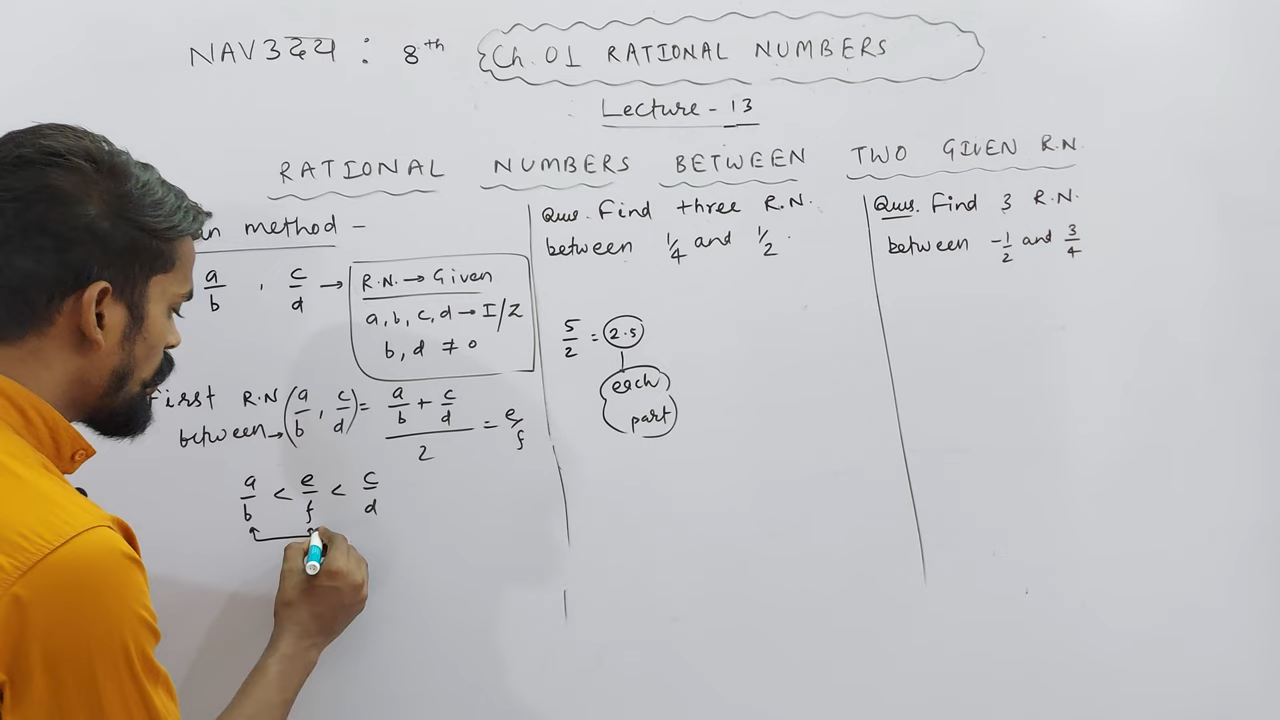 NAV3दय : 8th Ch. 01 RATIONAL NUMBERS
Lecture - 13
RATIONAL NUMBERS BETWEEN TWO GIVEN R.N.
method -
a/b , c/d → R.N. → Given
a, b, c, d → I/Z
b, d ≠ 0
First R.N between → (a/b , c/d) = (a/b + c/d)/2 = e/f
a/b < e/f < c/d
Ques. Find three R.N.
between 1/4 and 1/2.
5/2 = 2.5
each
part
Ques. Find 3 R.N.
between -1/2 and 3/4